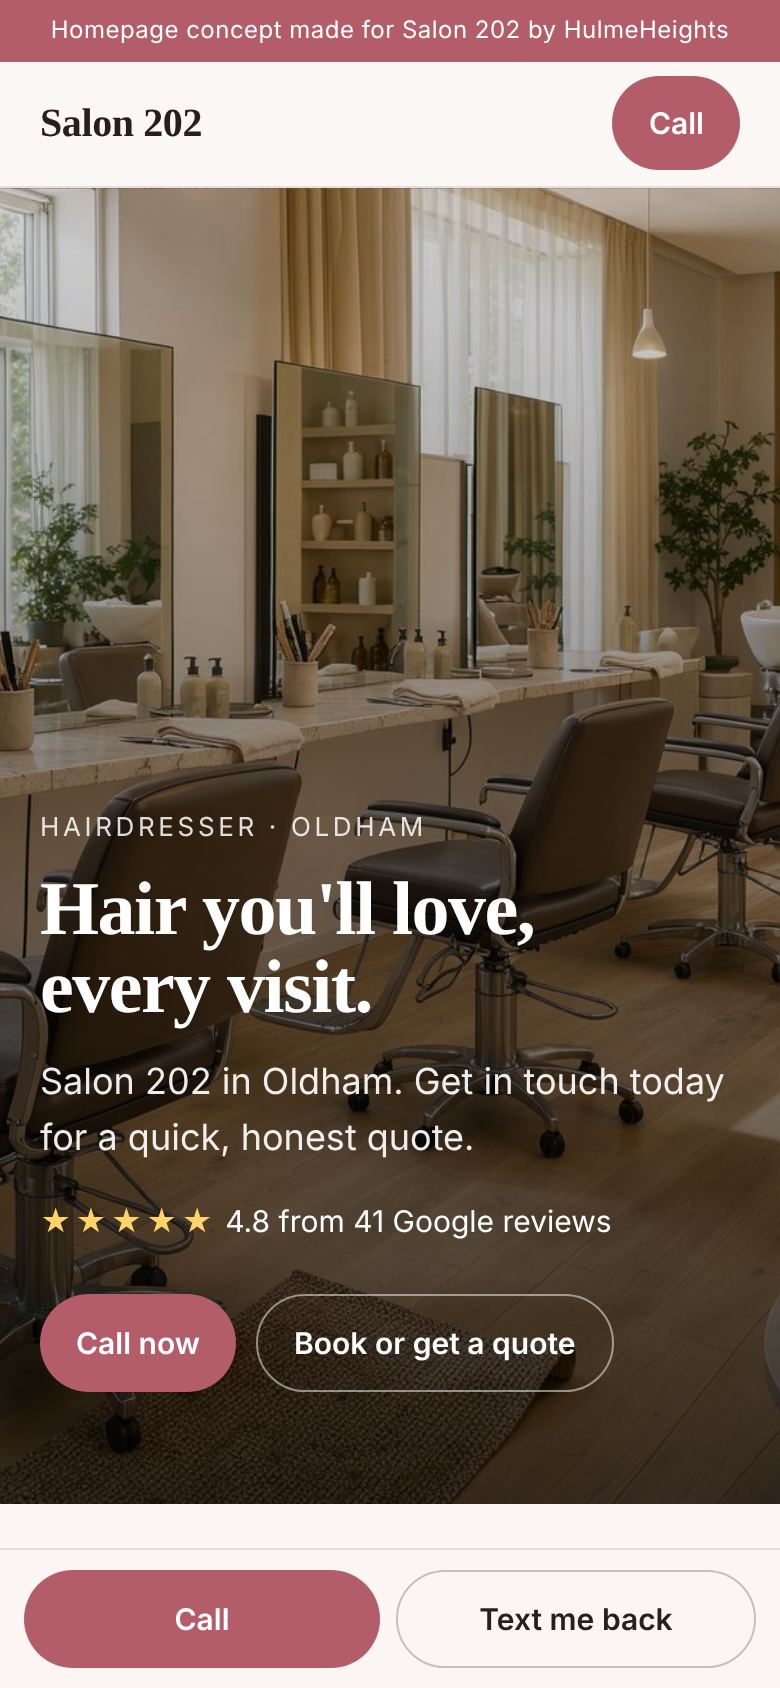 Homepage concept made for Salon 202 by HulmeHeights
Salon 202
Call
HAIRDRESSER · OLDHAM
Hair you'll love,
every visit.
Salon 202 in Oldham. Get in touch today
for a quick, honest quote.
★★★★★ 4.8 from 41 Google reviews
Call now
Book or get a quote
Call
Text me back